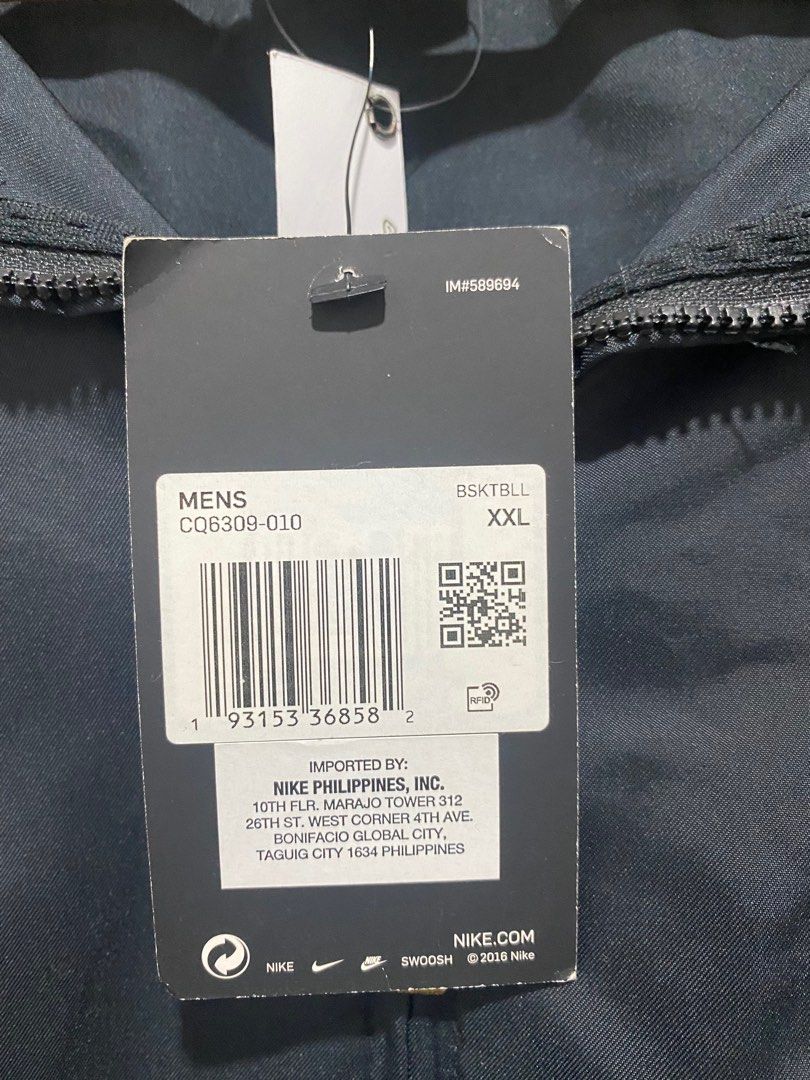 IM#589694
MENS
BSKTBLL
CQ6309-010
XXL
1 93153 36858 2
RFID
IMPORTED BY:
NIKE PHILIPPINES, INC.
10TH FLR. MARAJO TOWER 312
26TH ST. WEST CORNER 4TH AVE.
BONIFACIO GLOBAL CITY,
TAGUIG CITY 1634 PHILIPPINES
NIKE.COM
NIKE NIKE SWOOSH © 2016 Nike